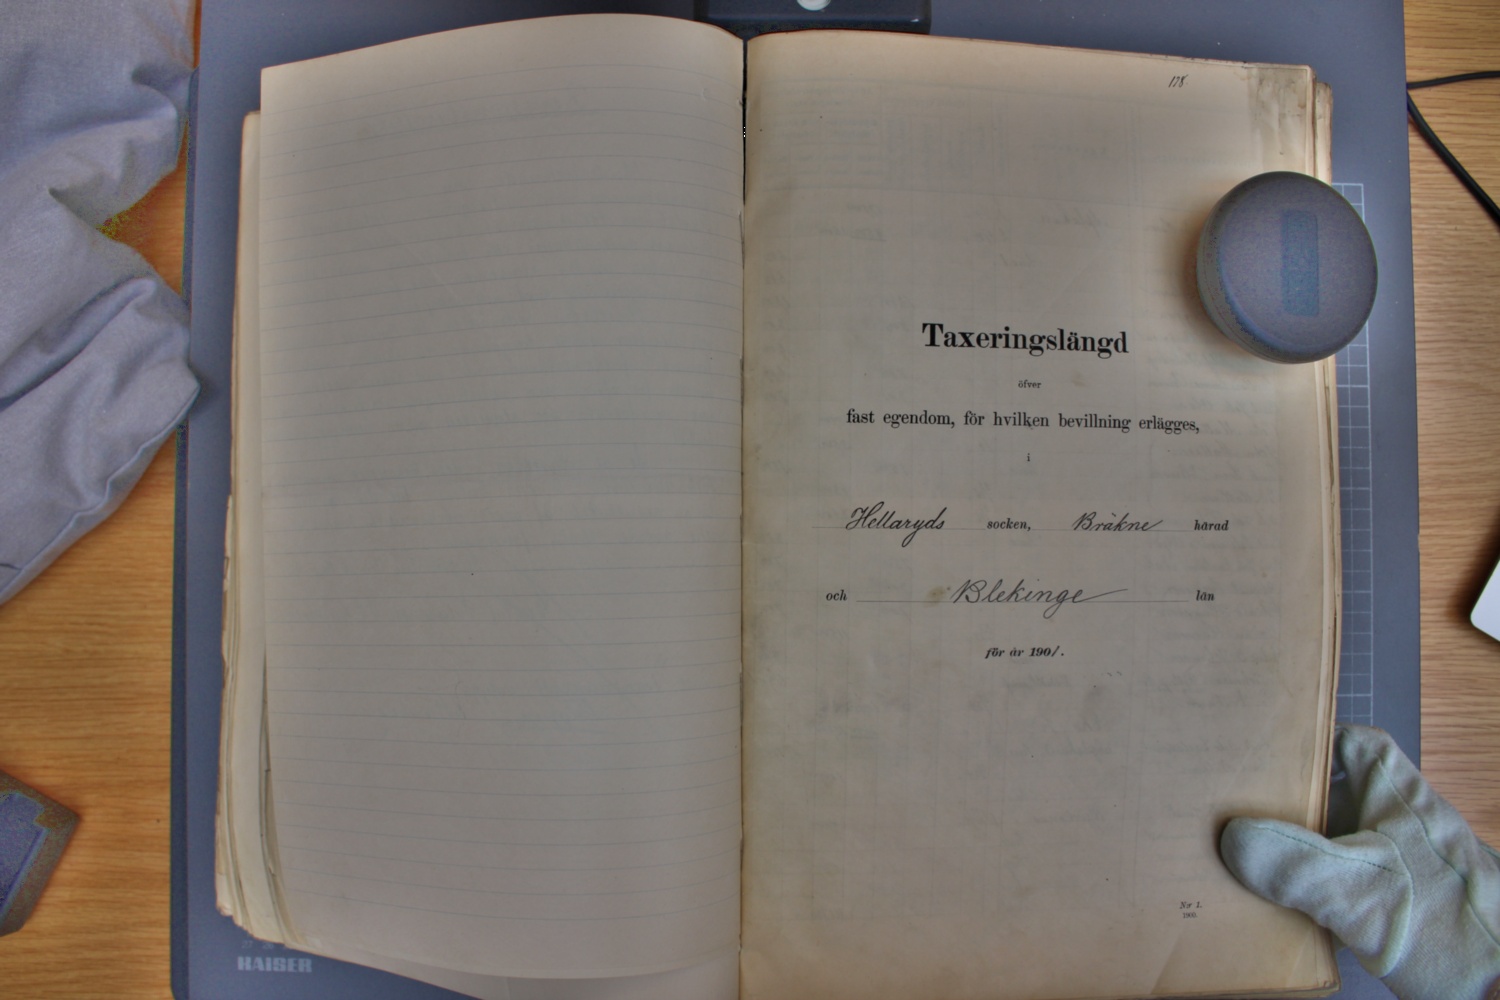 178.
Taxeringslängd
öfver
fast egendom, för hvilken bevillning erlägges,
i
Hellaryds socken, Bräkne härad
och Blekinge län
för år 1901.
N:r 1.
1900.
KAISER